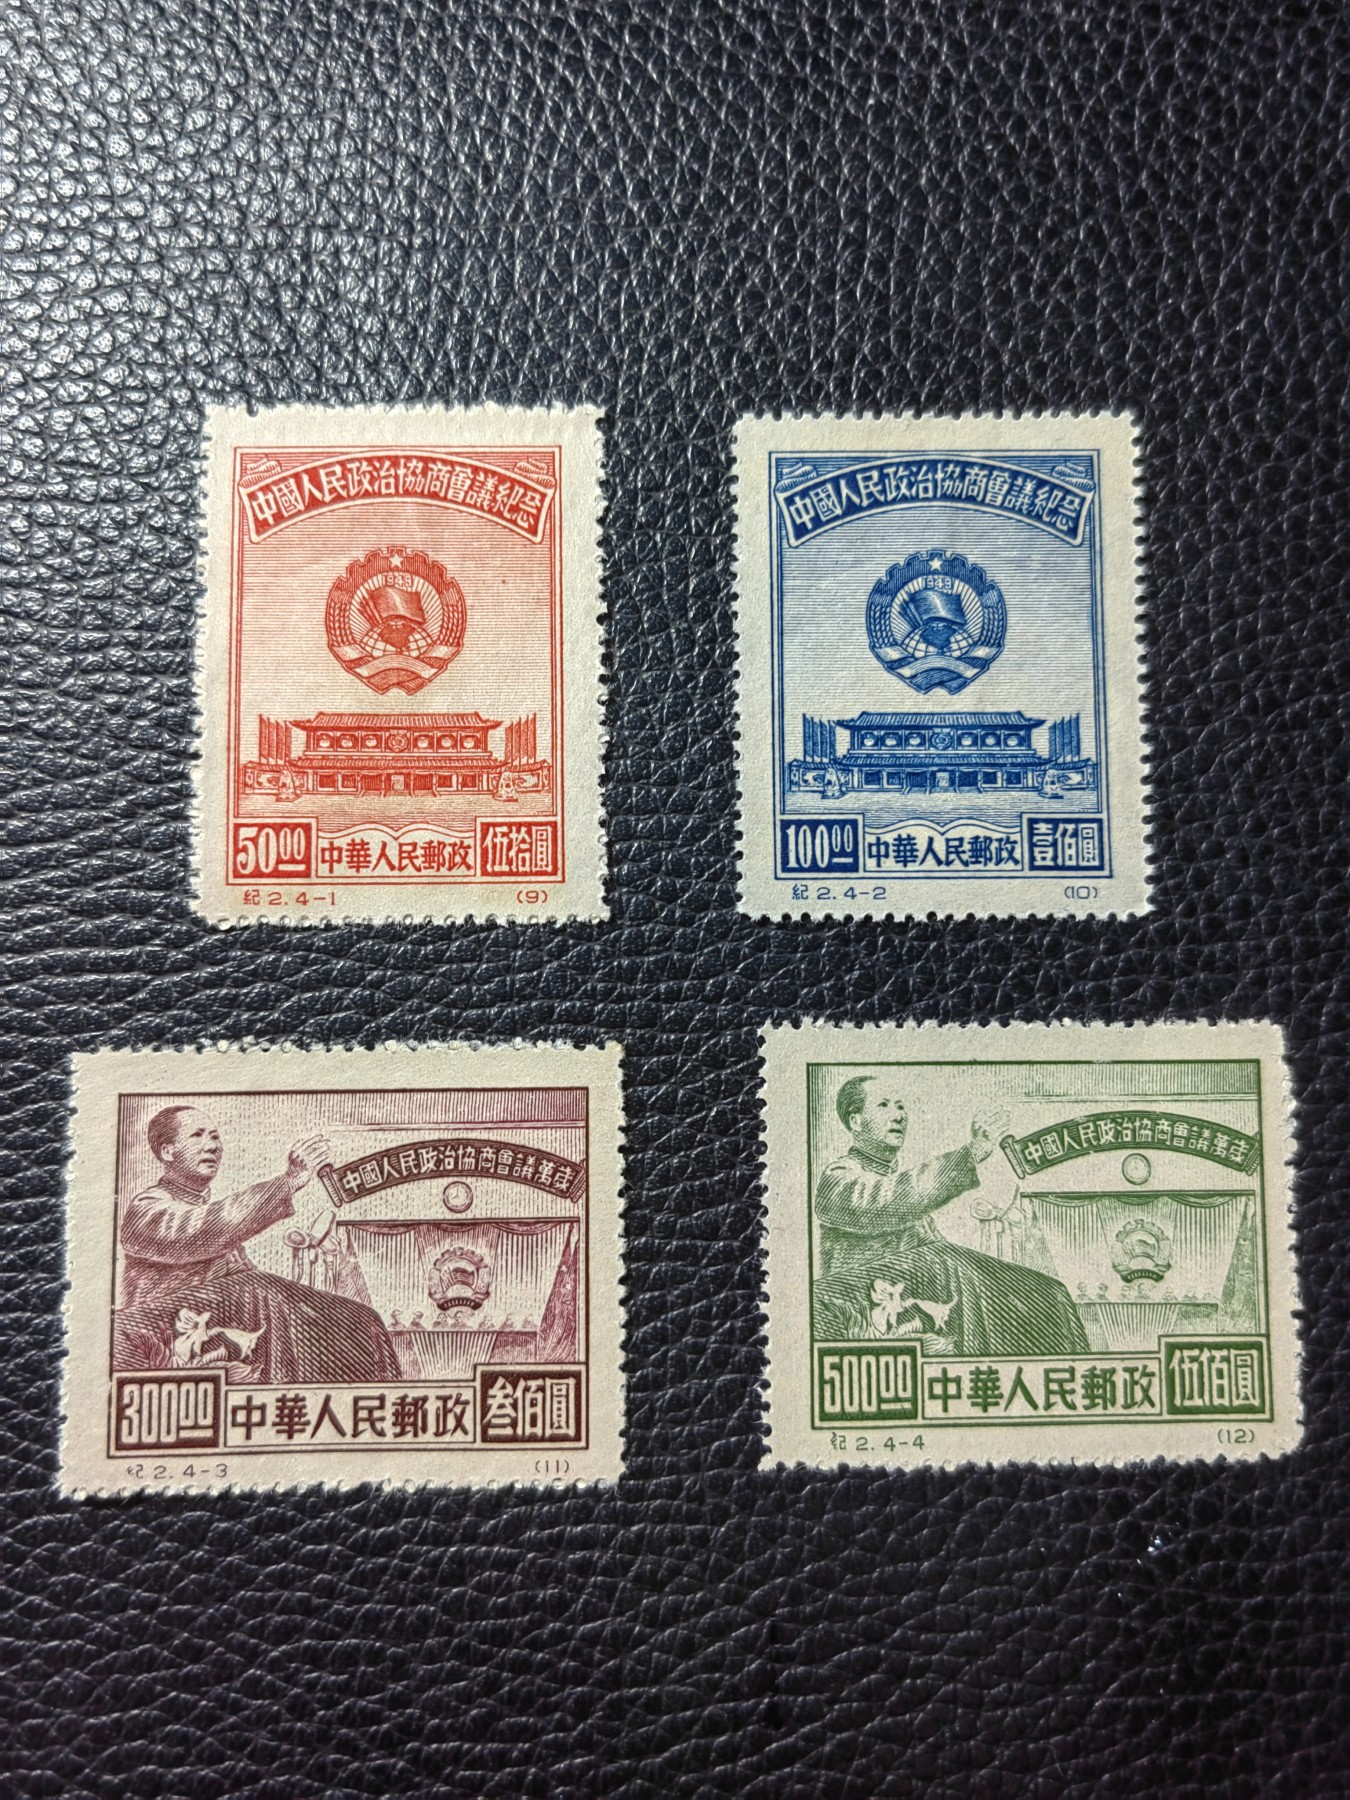 中國人民政治協商會議紀念
1949
50.00 中華人民郵政 伍拾圓
紀 2. 4-1 (9)
中國人民政治協商會議紀念
1949
100.00 中華人民郵政 壹佰圓
紀 2. 4-2 (10)
中國人民政治協商會議萬歲
300.00 中華人民郵政 叁佰圓
紀 2. 4-3 (11)
中國人民政治協商會議萬歲
500.00 中華人民郵政 伍佰圓
紀 2. 4-4 (12)